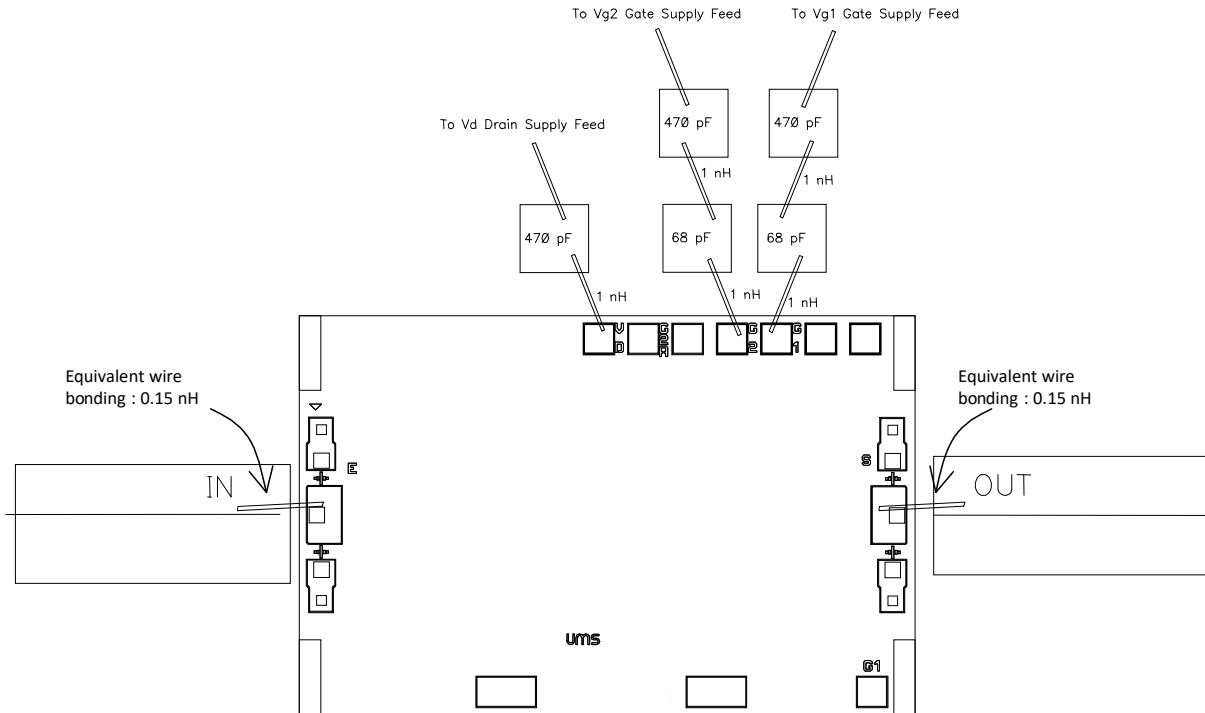 To Vg2 Gate Supply Feed
To Vg1 Gate Supply Feed
470 pF
470 pF
To Vd Drain Supply Feed
1 nH
1 nH
470 pF
68 pF
68 pF
1 nH
1 nH
1 nH
V
D
G
2
G
1
Equivalent wire
bonding : 0.15 nH
Equivalent wire
bonding : 0.15 nH
E
S
IN
OUT
ums
G1